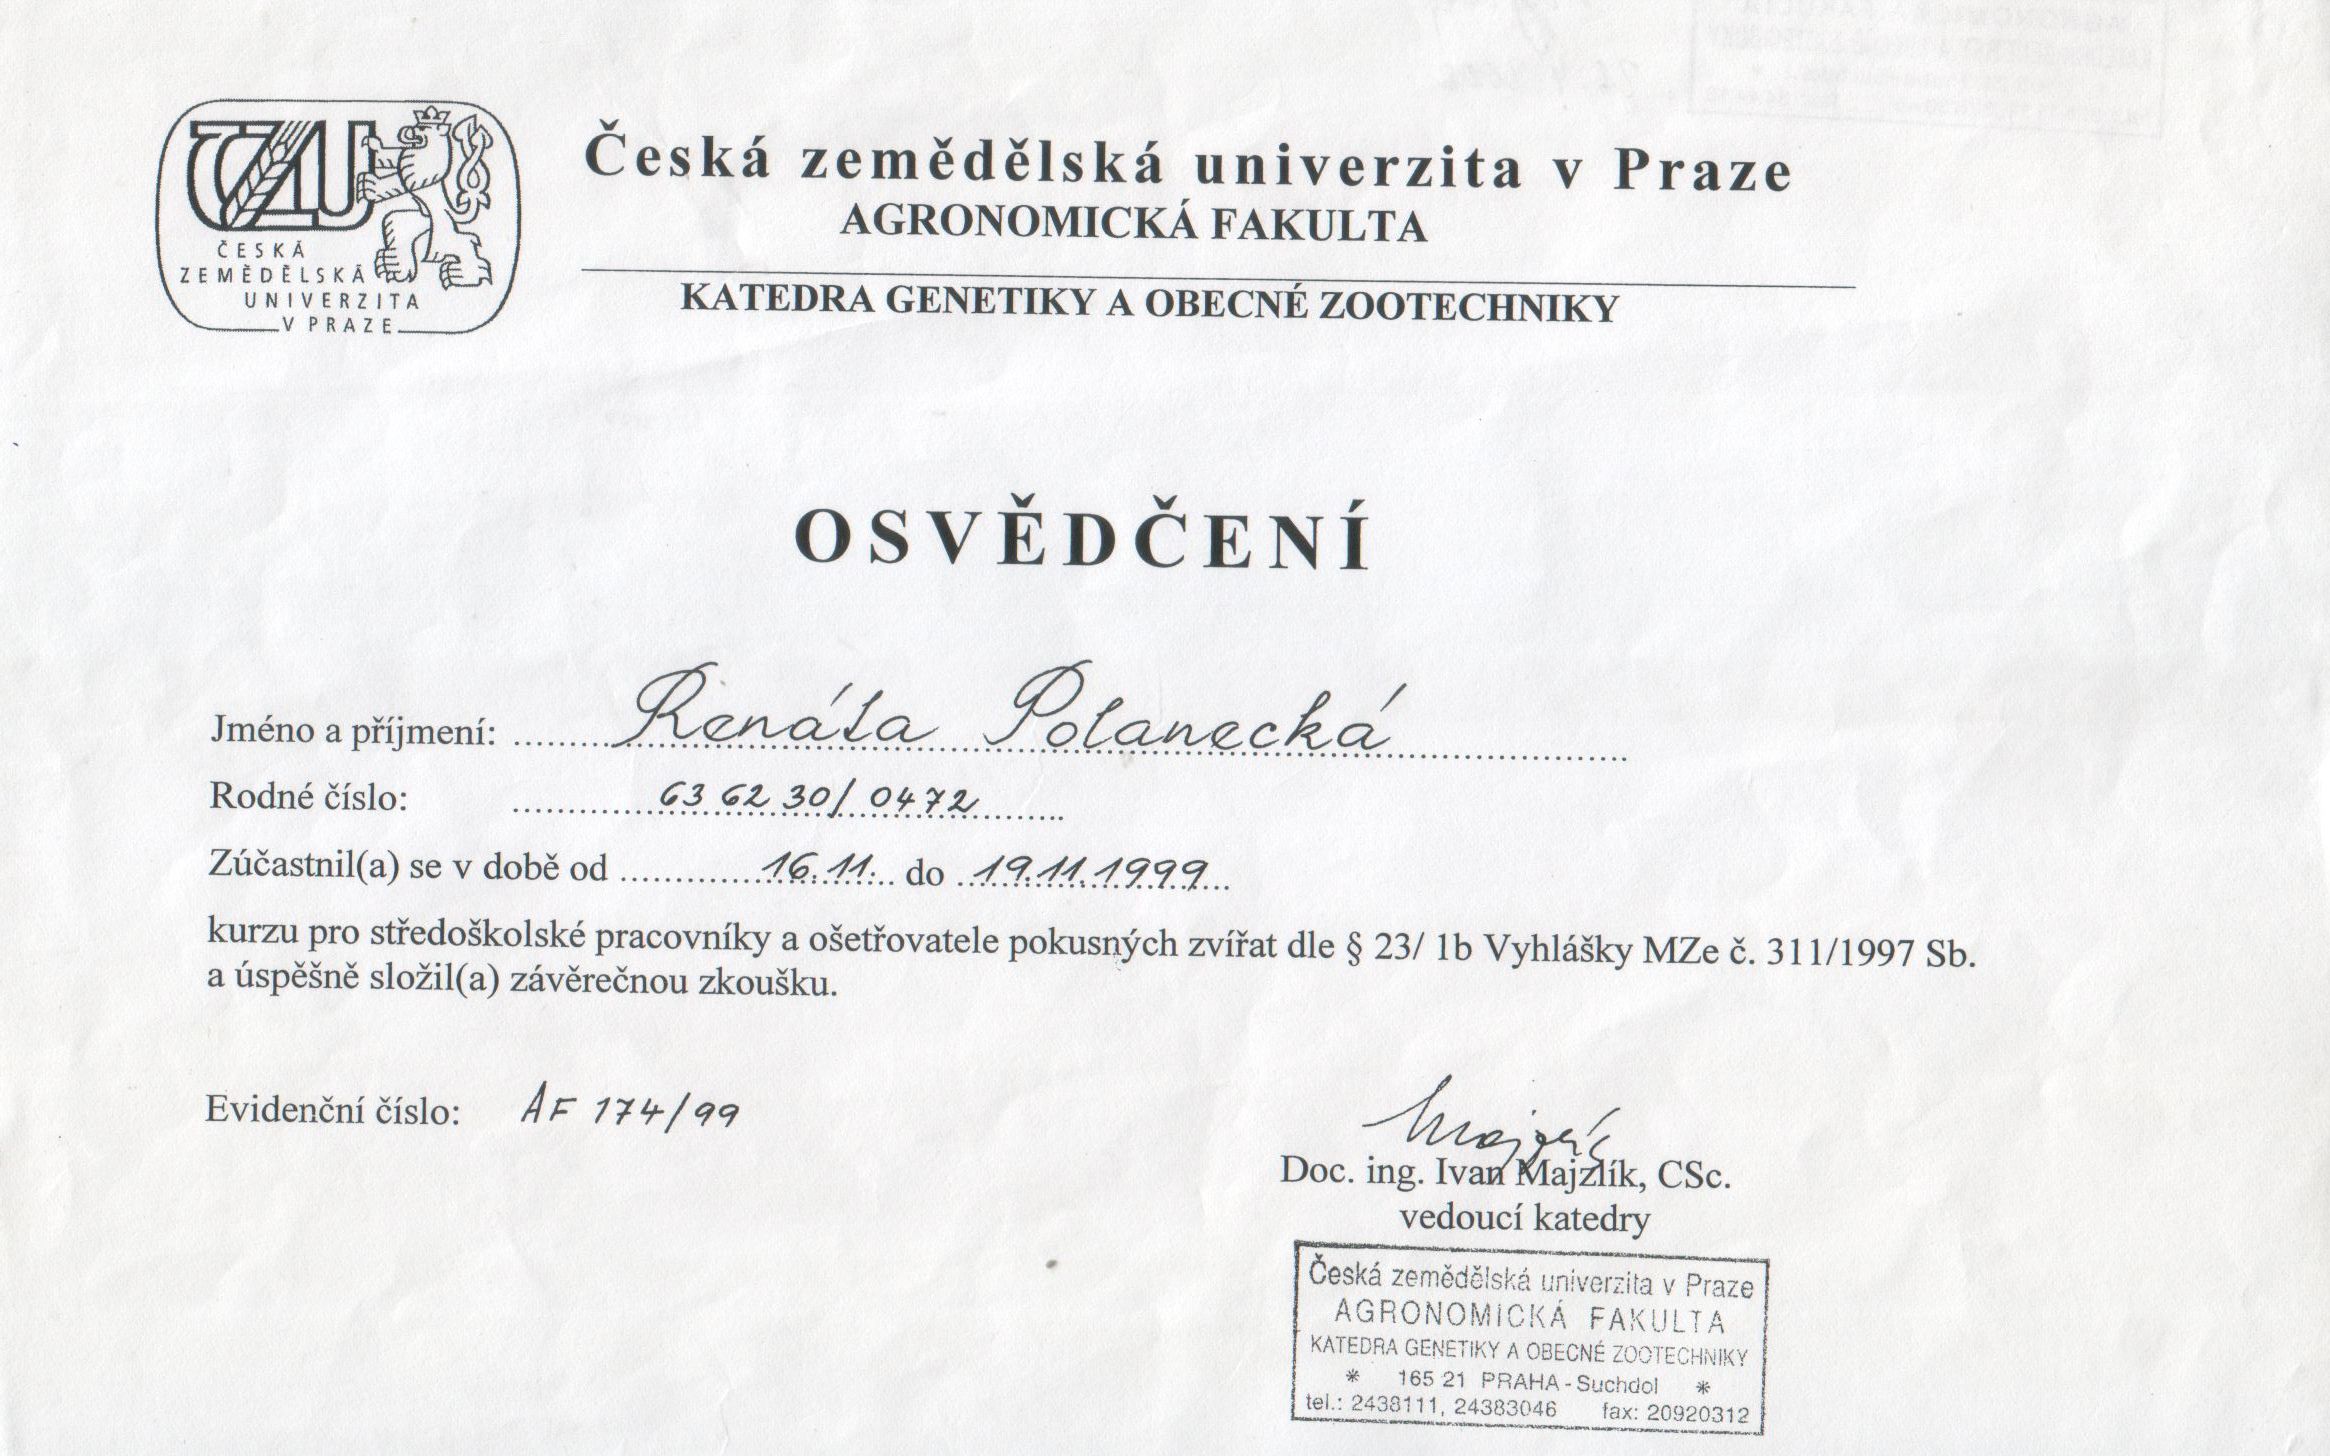 ČZU
ČESKÁ
ZEMĚDĚLSKÁ
UNIVERZITA
V PRAZE
Česká zemědělská univerzita v Praze
AGRONOMICKÁ FAKULTA
KATEDRA GENETIKY A OBECNÉ ZOOTECHNIKY
OSVĚDČENÍ
Jméno a příjmení: Renáta Polanecká
Rodné číslo: 63 62 30/ 0472
Zúčastnil(a) se v době od 16.11. do 19.11.1999
kurzu pro středoškolské pracovníky a ošetřovatele pokusných zvířat dle § 23/ 1b Vyhlášky MZe č. 311/1997 Sb.
a úspěšně složil(a) závěrečnou zkoušku.
Evidenční číslo: AF 174/99
Doc. ing. Ivan Majzlík, CSc.
vedoucí katedry
Česká zemědělská univerzita v Praze
AGRONOMICKÁ FAKULTA
KATEDRA GENETIKY A OBECNÉ ZOOTECHNIKY
* 165 21 PRAHA - Suchdol *
tel.: 2438111, 24383046 fax: 20920312